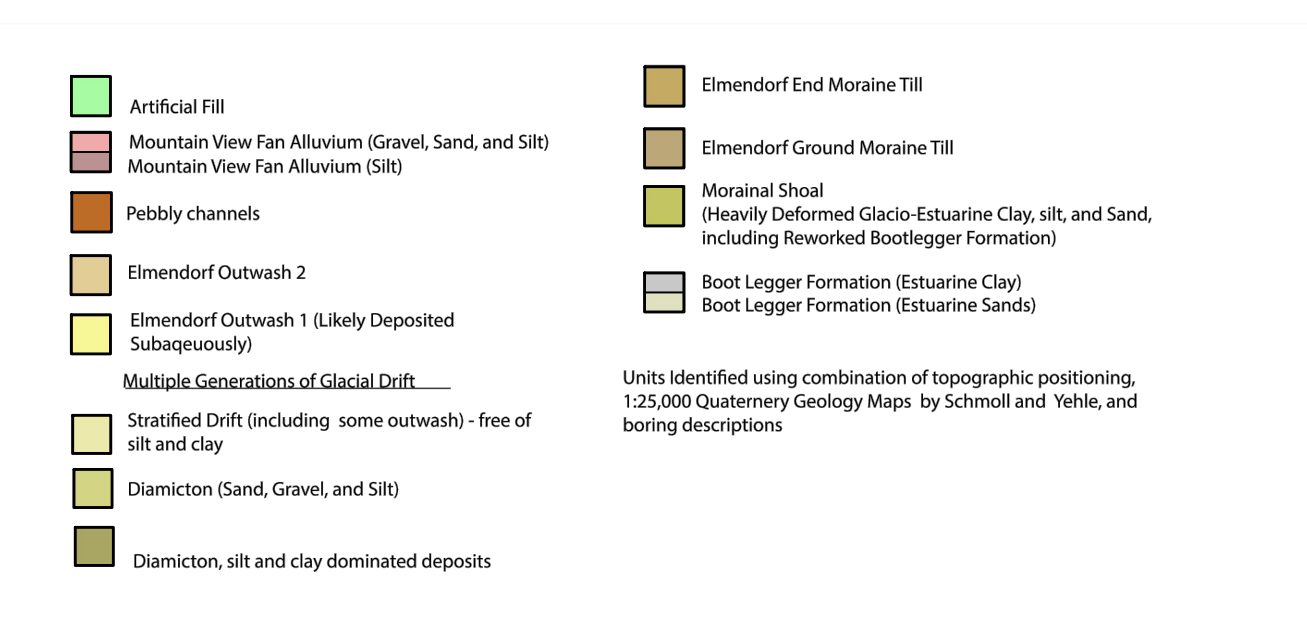 Artificial Fill
Mountain View Fan Alluvium (Gravel, Sand, and Silt)
Mountain View Fan Alluvium (Silt)
Pebbly channels
Elmendorf Outwash 2
Elmendorf Outwash 1 (Likely Deposited
Subaqeuously)
Multiple Generations of Glacial Drift
Stratified Drift (including some outwash) - free of
silt and clay
Diamicton (Sand, Gravel, and Silt)
Diamicton, silt and clay dominated deposits
Elmendorf End Moraine Till
Elmendorf Ground Moraine Till
Morainal Shoal
(Heavily Deformed Glacio-Estuarine Clay, silt, and Sand,
including Reworked Bootlegger Formation)
Boot Legger Formation (Estuarine Clay)
Boot Legger Formation (Estuarine Sands)
Units Identified using combination of topographic positioning,
1:25,000 Quaternery Geology Maps by Schmoll and Yehle, and
boring descriptions